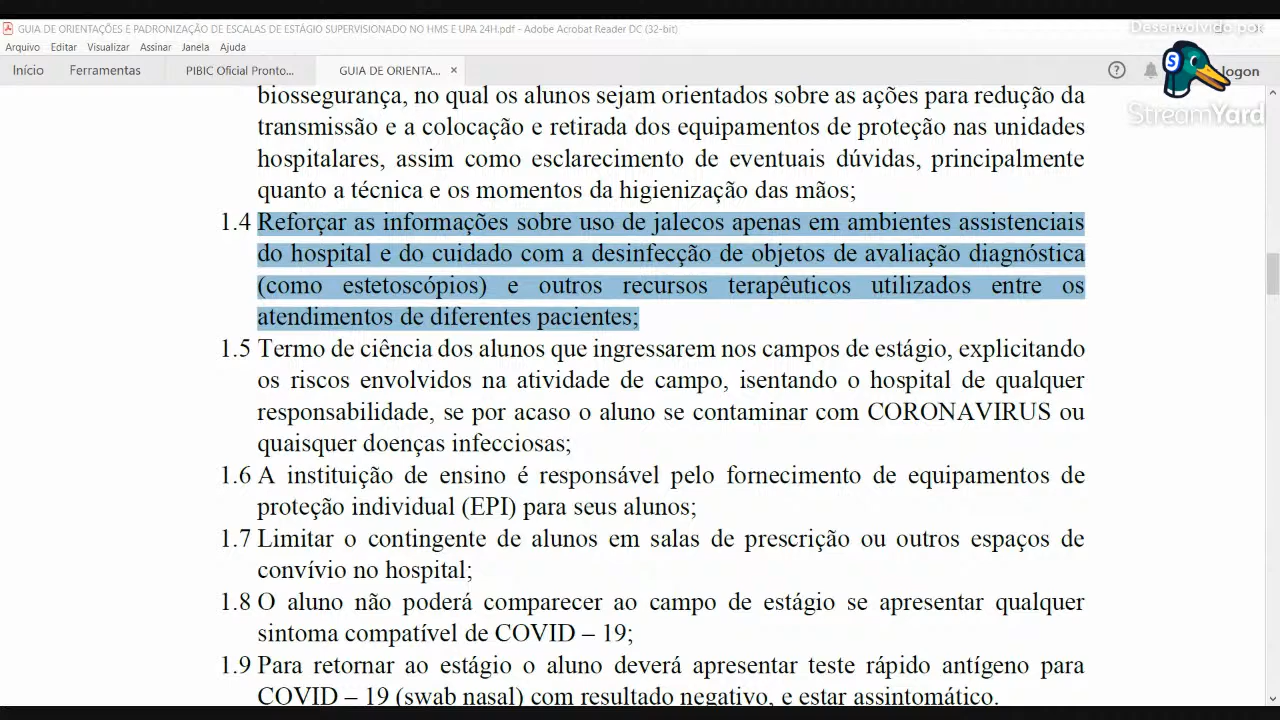 GUIA DE ORIENTAÇÕES E PADRONIZAÇÃO DE ESCALAS DE ESTÁGIO SUPERVISIONADO NO HMS E UPA 24H.pdf - Adobe Acrobat Reader DC (32-bit)
Desenvolvido por
Arquivo Editar Visualizar Assinar Janela Ajuda
Início Ferramentas PIBIC Oficial Pronto... GUIA DE ORIENTA... × ? logon
S
StreamYard
biossegurança, no qual os alunos sejam orientados sobre as ações para redução da
transmissão e a colocação e retirada dos equipamentos de proteção nas unidades
hospitalares, assim como esclarecimento de eventuais dúvidas, principalmente
quanto a técnica e os momentos da higienização das mãos;
1.4 Reforçar as informações sobre uso de jalecos apenas em ambientes assistenciais
do hospital e do cuidado com a desinfecção de objetos de avaliação diagnóstica
(como estetoscópios) e outros recursos terapêuticos utilizados entre os
atendimentos de diferentes pacientes;
1.5 Termo de ciência dos alunos que ingressarem nos campos de estágio, explicitando
os riscos envolvidos na atividade de campo, isentando o hospital de qualquer
responsabilidade, se por acaso o aluno se contaminar com CORONAVIRUS ou
quaisquer doenças infecciosas;
1.6 A instituição de ensino é responsável pelo fornecimento de equipamentos de
proteção individual (EPI) para seus alunos;
1.7 Limitar o contingente de alunos em salas de prescrição ou outros espaços de
convívio no hospital;
1.8 O aluno não poderá comparecer ao campo de estágio se apresentar qualquer
sintoma compatível de COVID – 19;
1.9 Para retornar ao estágio o aluno deverá apresentar teste rápido antígeno para
COVID – 19 (swab nasal) com resultado negativo, e estar assintomático.